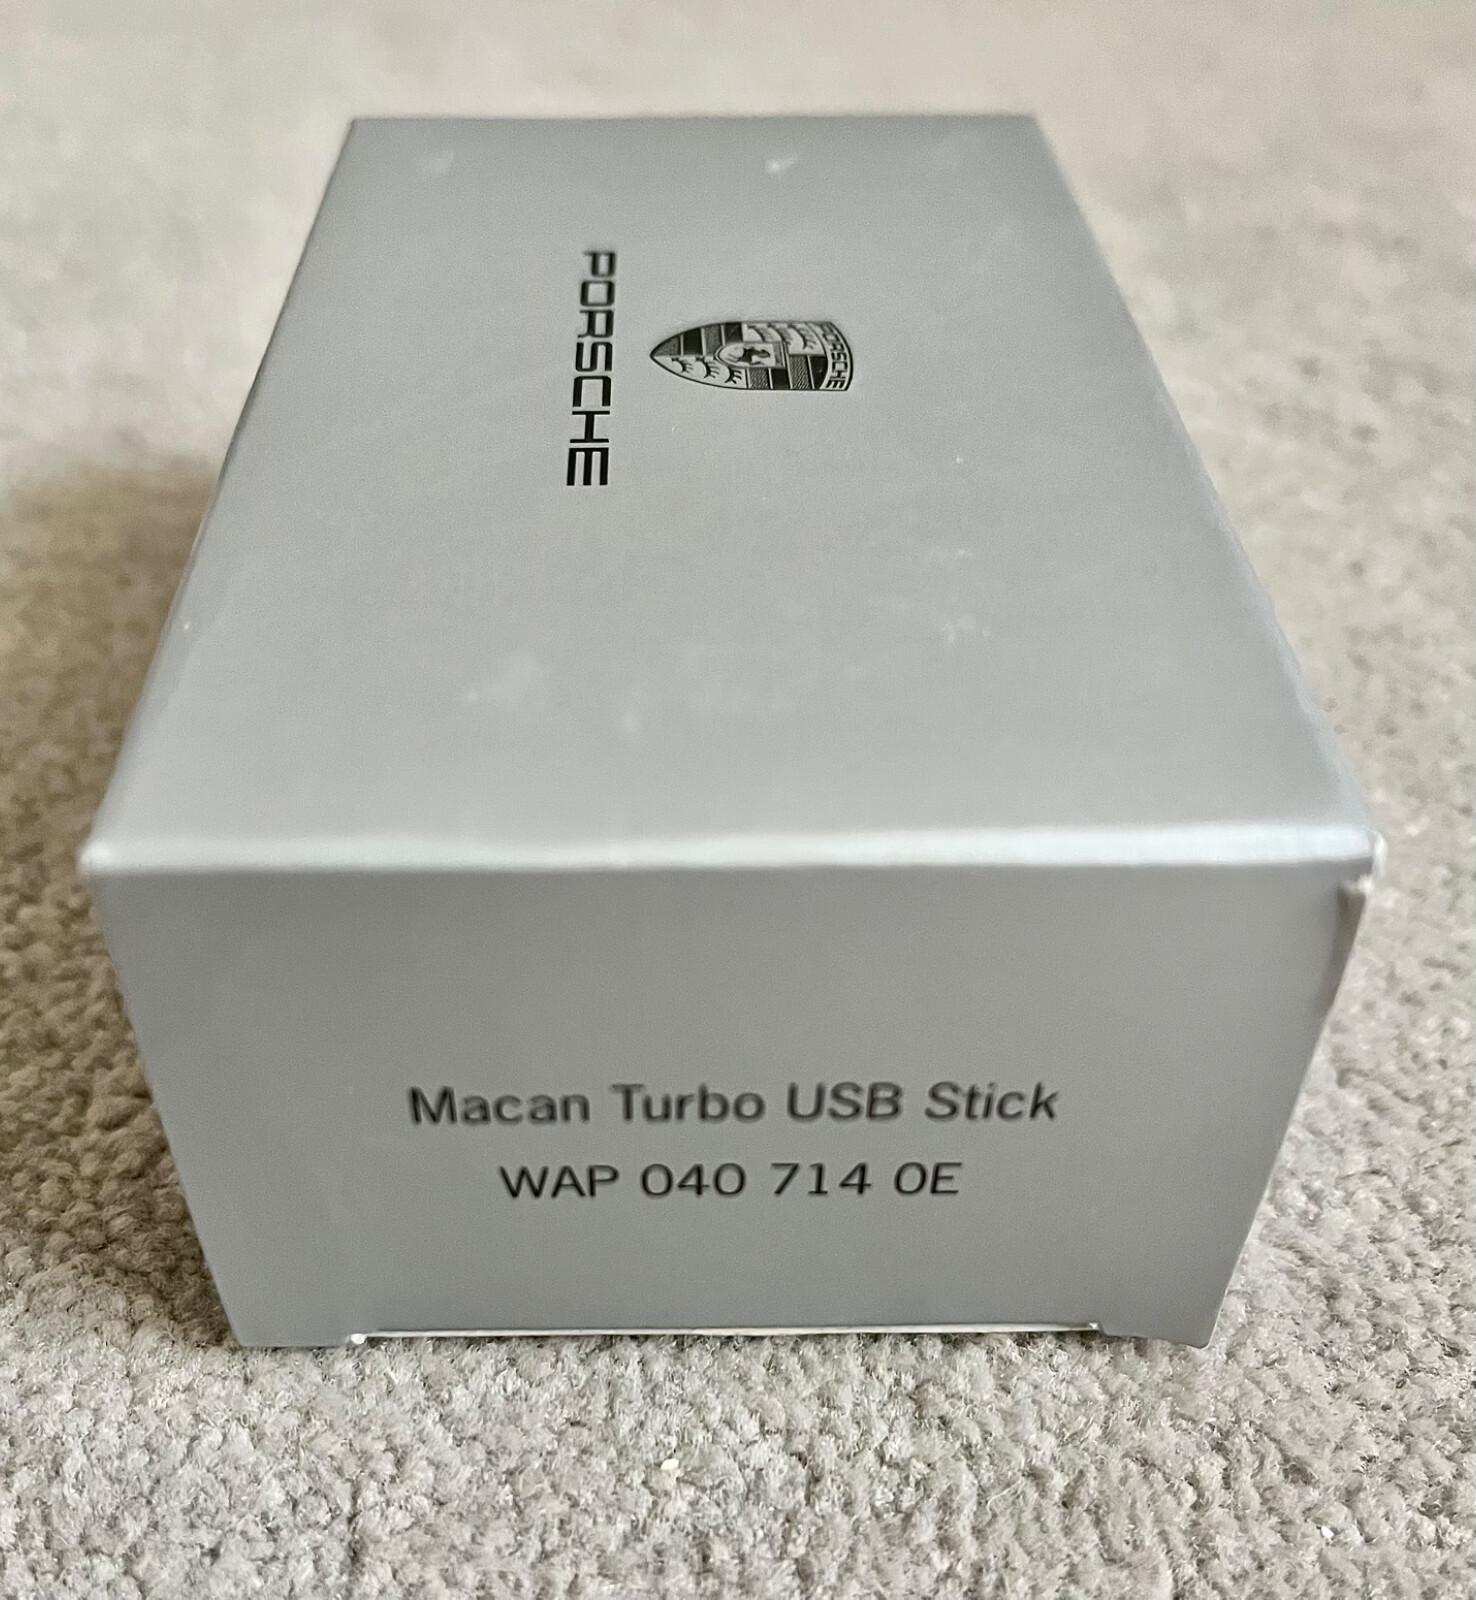 PORSCHE
PORSCHE
Macan Turbo USB Stick
WAP 040 714 0E